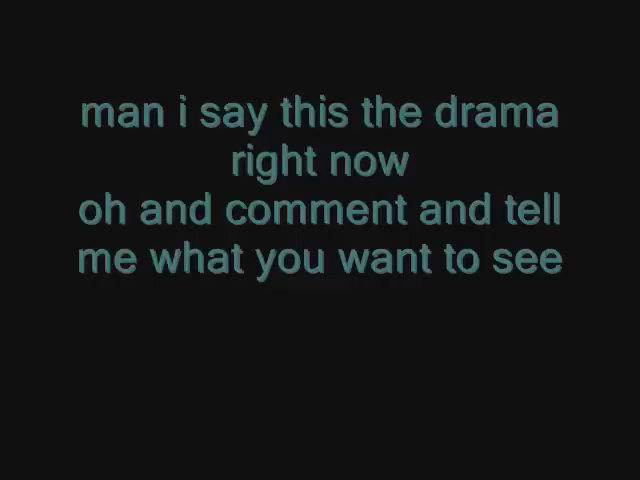 man i say this the drama
right now
oh and comment and tell
me what you want to see